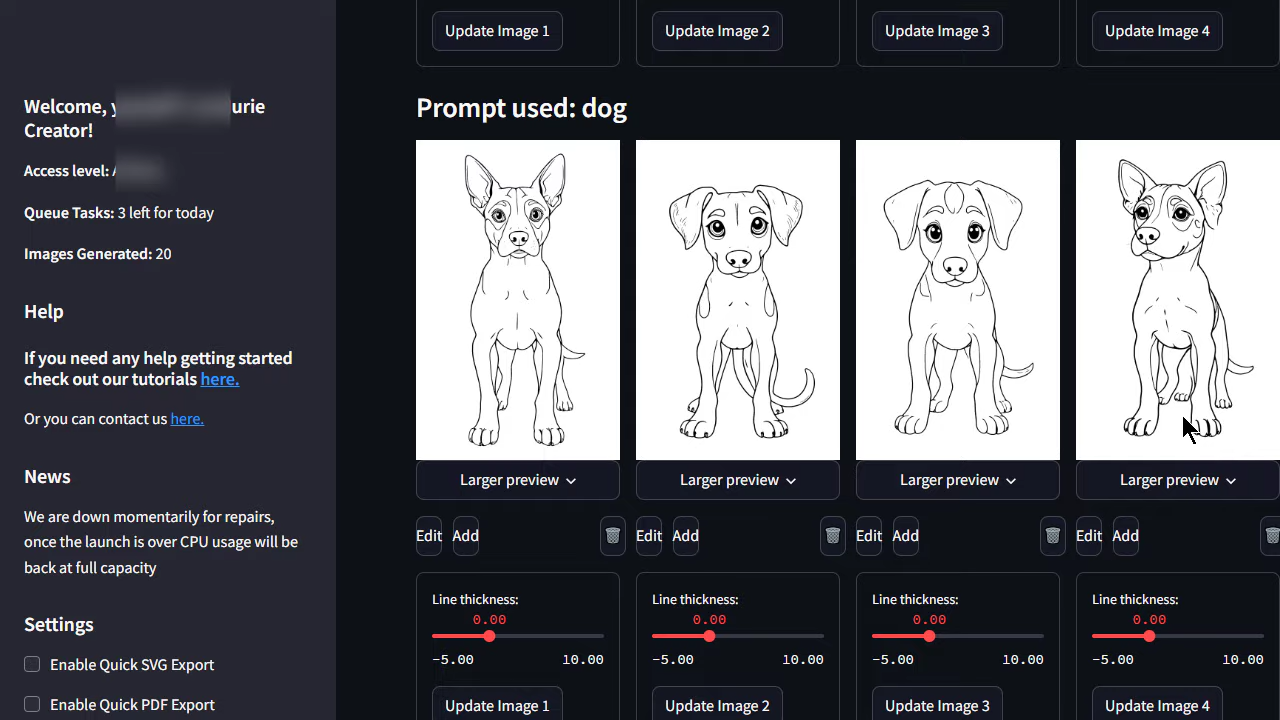 Update Image 1
Update Image 2
Update Image 3
Update Image 4
Welcome,
Creator!
Access level:
Queue Tasks: 3 left for today
Images Generated: 20
Help
If you need any help getting started
check out our tutorials here.
Or you can contact us here.
News
We are down momentarily for repairs,
once the launch is over CPU usage will be
back at full capacity
Settings
Enable Quick SVG Export
Enable Quick PDF Export
Prompt used: dog
Larger preview
Larger preview
Larger preview
Larger preview
Edit Add
Edit Add
Edit Add
Edit Add
Line thickness:
0.00
−5.00 10.00
Update Image 1
Line thickness:
0.00
−5.00 10.00
Update Image 2
Line thickness:
0.00
−5.00 10.00
Update Image 3
Line thickness:
0.00
−5.00 10.00
Update Image 4